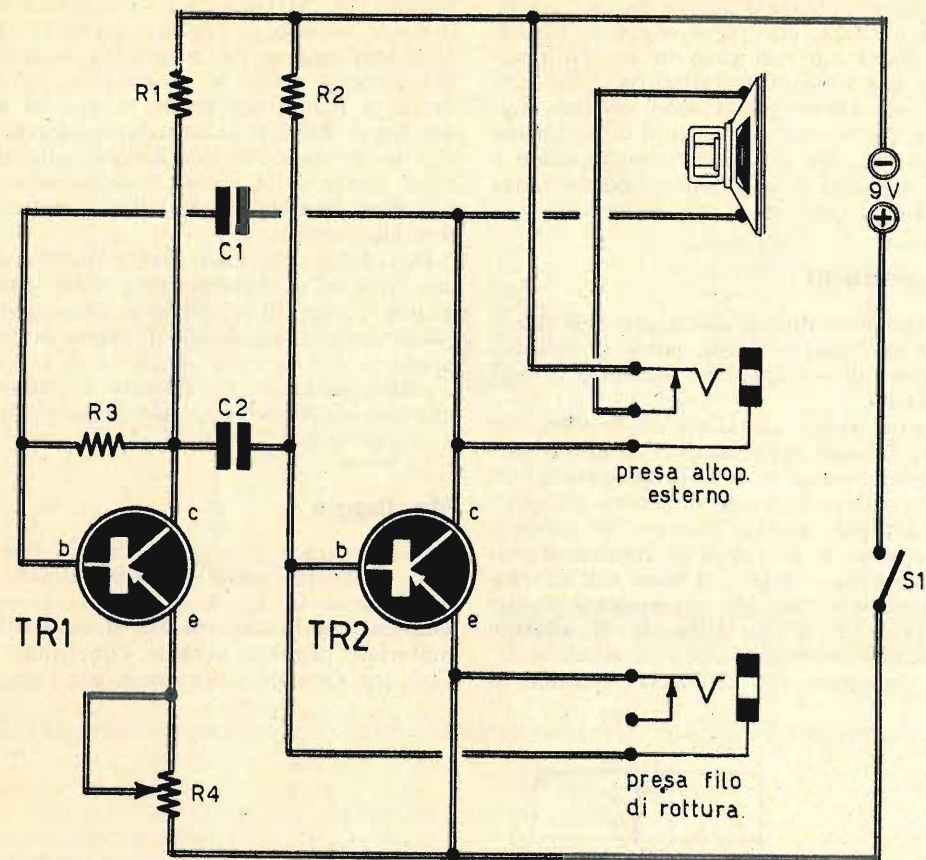 R1
R2
C1
−
9V
+
R3
C2
presa altop.
esterno
c
c
b
b
S1
TR1
e
TR2
e
R4
presa filo
di rottura.